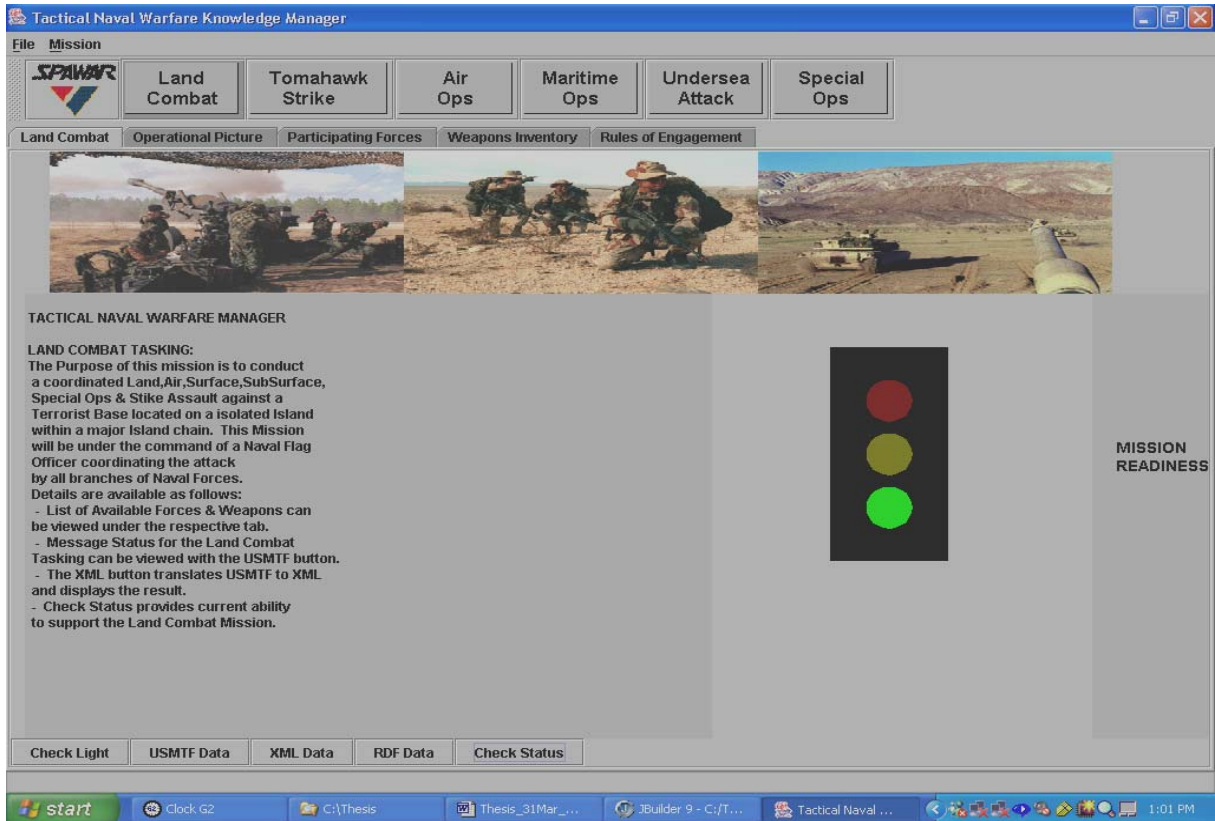 Tactical Naval Warfare Knowledge Manager
File Mission
SPAWAR
Land Combat
Tomahawk Strike
Air Ops
Maritime Ops
Undersea Attack
Special Ops
Land Combat Operational Picture Participating Forces Weapons Inventory Rules of Engagement
TACTICAL NAVAL WARFARE MANAGER
LAND COMBAT TASKING:
The Purpose of this mission is to conduct
a coordinated Land,Air,Surface,SubSurface,
Special Ops & Stike Assault against a
Terrorist Base located on a isolated Island
within a major Island chain. This Mission
will be under the command of a Naval Flag
Officer coordinating the attack
by all branches of Naval Forces.
Details are available as follows:
- List of Available Forces & Weapons can
be viewed under the respective tab.
- Message Status for the Land Combat
Tasking can be viewed with the USMTF button.
- The XML button translates USMTF to XML
and displays the result.
- Check Status provides current ability
to support the Land Combat Mission.
MISSION
READINESS
Check Light USMTF Data XML Data RDF Data Check Status
start Clock G2 C:\Thesis Thesis_31Mar_... JBuilder 9 - C:/T... Tactical Naval ... 1:01 PM